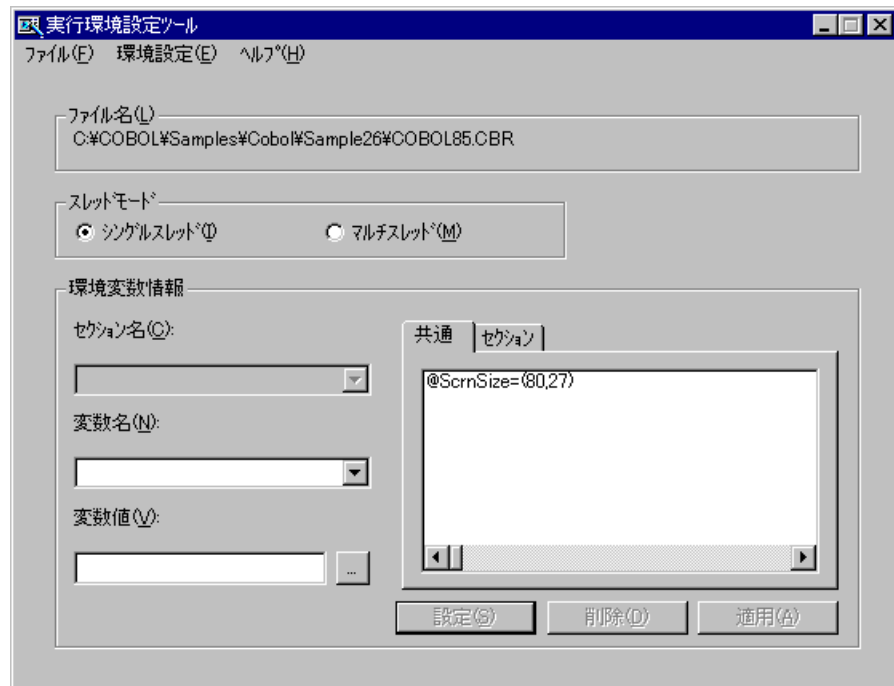 実行環境設定ツール
ファイル(F) 環境設定(E) ヘルプ(H)
ファイル名(L)
C:¥COBOL¥Samples¥Cobol¥Sample26¥COBOL85.CBR
スレッドモード
シングルスレッド(I) マルチスレッド(M)
環境変数情報
セクション名(C):
共通 セクション
@ScrnSize=(80,27)
変数名(N):
変数値(V):
...
設定(S) 削除(D) 適用(A)